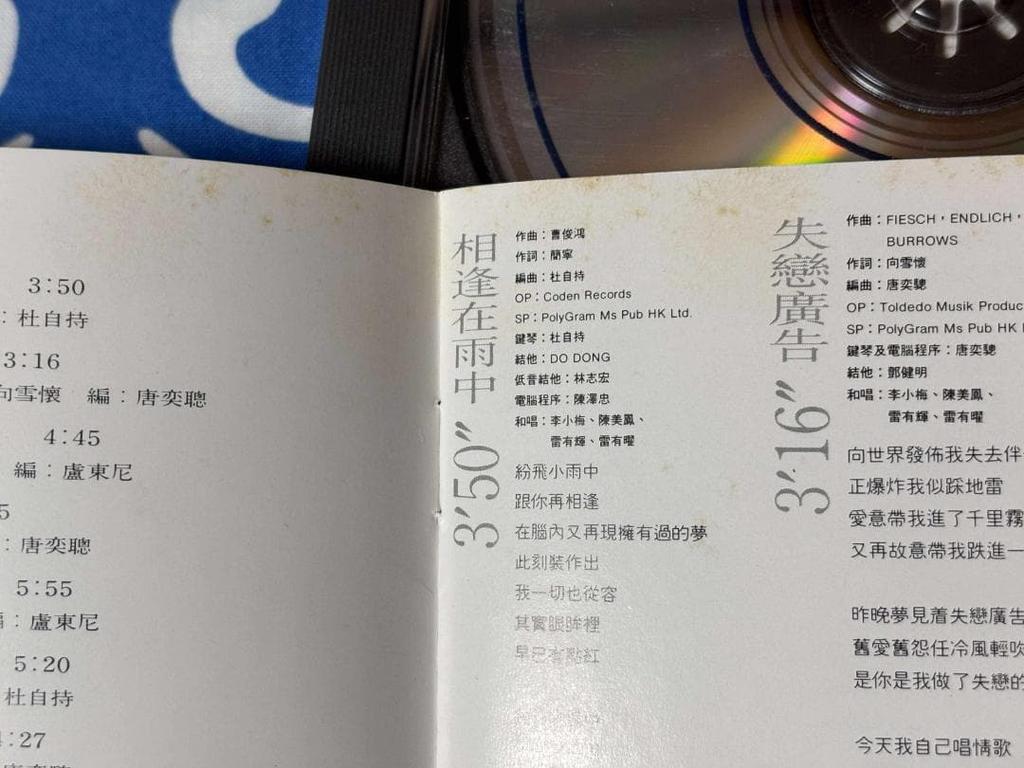 3:50
：杜自持
3:16
向雪懷 編：唐奕聰
4:45
編：盧東尼
5
：唐奕聰
5:55
：盧東尼
5:20
杜自持
4:27
相逢在雨中 3'50"
作曲：曹俊鴻
作詞：簡寧
編曲：杜自持
OP：Coden Records
SP：PolyGram Ms Pub HK Ltd.
鍵琴：杜自持
結他：DO DONG
低音結他：林志宏
電腦程序：陳澤忠
和唱：李小梅、陳美鳳、
雷有輝、雷有曜
紛飛小雨中
跟你再相逢
在腦內又再現擁有過的夢
此刻裝作出
我一切也從容
其實眼眸裡
早已有點紅
失戀廣告 3'16"
作曲：FIESCH，ENDLICH，
BURROWS
作詞：向雪懷
編曲：唐奕聰
OP：Toldedo Musik Produc
SP：PolyGram Ms Pub HK
鍵琴及電腦程序：唐奕聰
結他：鄧健明
和唱：李小梅、陳美鳳、
雷有輝、雷有曜
向世界發佈我失去伴
正爆炸我似踩地雷
愛意帶我進了千里霧
又再故意帶我跌進一
昨晚夢見着失戀廣告
舊愛舊怨任冷風輕吹
是你是我做了失戀的
今天我自己唱情歌